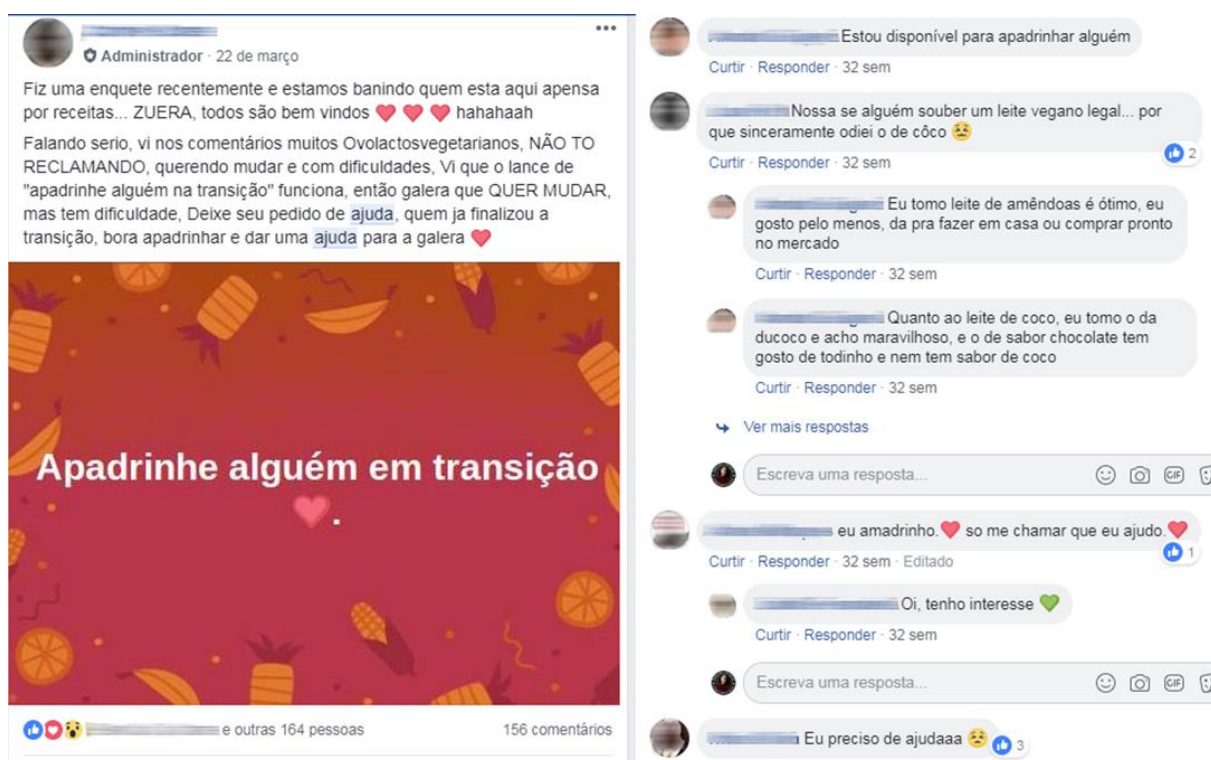 Administrador · 22 de março
Fiz uma enquete recentemente e estamos banindo quem esta aqui apensa
por receitas... ZUERA, todos são bem vindos ❤ ❤ ❤ hahahaah
Falando serio, vi nos comentários muitos Ovolactosvegetarianos, NÃO TO
RECLAMANDO, querendo mudar e com dificuldades, Vi que o lance de
"apadrinhe alguém na transição" funciona, então galera que QUER MUDAR,
mas tem dificuldade, Deixe seu pedido de ajuda, quem ja finalizou a
transição, bora apadrinhar e dar uma ajuda para a galera ❤
Apadrinhe alguém em transição
❤.
e outras 164 pessoas
156 comentários
Estou disponível para apadrinhar alguém
Curtir · Responder · 32 sem
Nossa se alguém souber um leite vegano legal... por
que sinceramente odiei o de côco 😣
2
Curtir · Responder · 32 sem
Eu tomo leite de amêndoas é ótimo, eu
gosto pelo menos, da pra fazer em casa ou comprar pronto
no mercado
Curtir · Responder · 32 sem
Quanto ao leite de coco, eu tomo o da
ducoco e acho maravilhoso, e o de sabor chocolate tem
gosto de todinho e nem tem sabor de coco
Curtir · Responder · 32 sem
Ver mais respostas
Escreva uma resposta...
GIF
eu amadrinho.❤ so me chamar que eu ajudo.❤
1
Curtir · Responder · 32 sem · Editado
Oi, tenho interesse 💚
Curtir · Responder · 32 sem
Escreva uma resposta...
GIF
Eu preciso de ajudaaa 😣 3